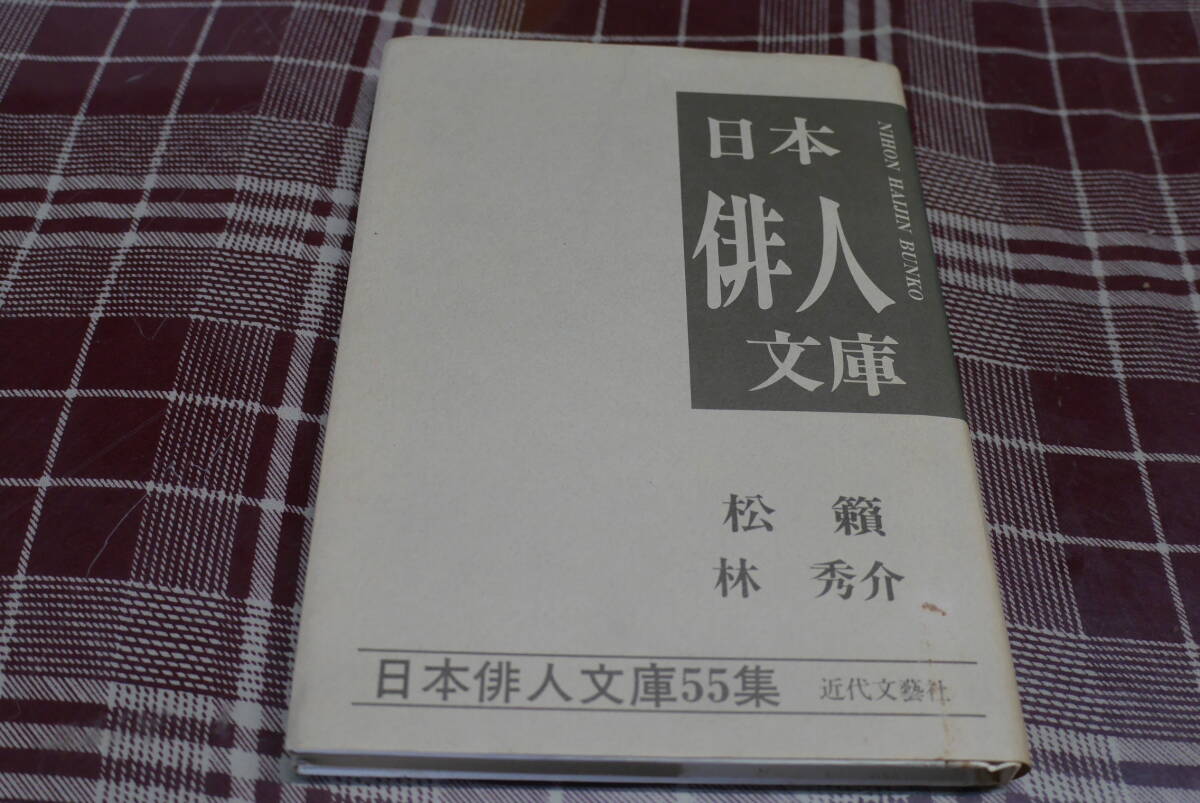 日本
俳人
文庫
NIHON HAIJIN BUNKO
松 籟
林 秀介
日本俳人文庫55集 近代文藝社